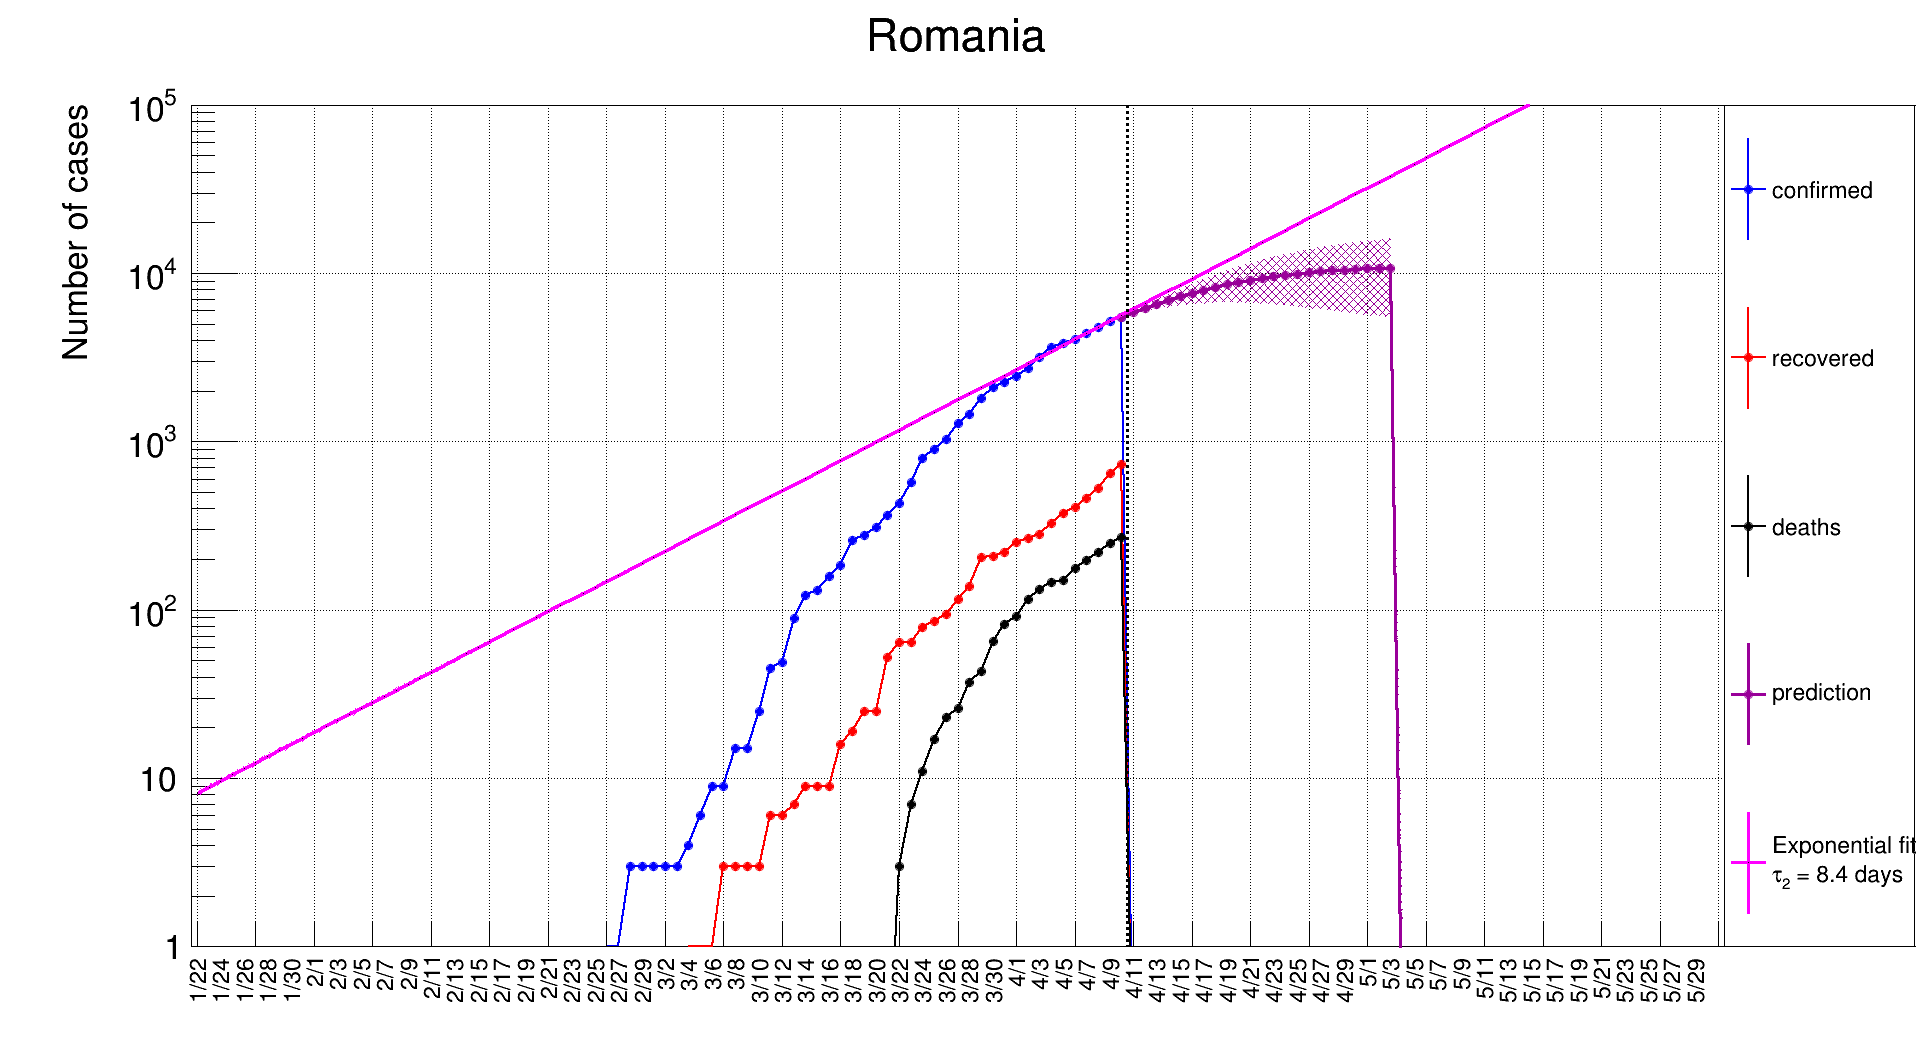 Romania
Number of cases
10^5
10^4
10^3
10^2
10
1
1/22 1/24 1/26 1/28 1/30 2/1 2/3 2/5 2/7 2/9 2/11 2/13 2/15 2/17 2/19 2/21 2/23 2/25 2/27 2/29 3/2 3/4 3/6 3/8 3/10 3/12 3/14 3/16 3/18 3/20 3/22 3/24 3/26 3/28 3/30 4/1 4/3 4/5 4/7 4/9 4/11 4/13 4/15 4/17 4/19 4/21 4/23 4/25 4/27 4/29 5/1 5/3 5/5 5/7 5/9 5/11 5/13 5/15 5/17 5/19 5/21 5/23 5/25 5/27 5/29
confirmed
recovered
deaths
prediction
Exponential fit
τ₂ = 8.4 days